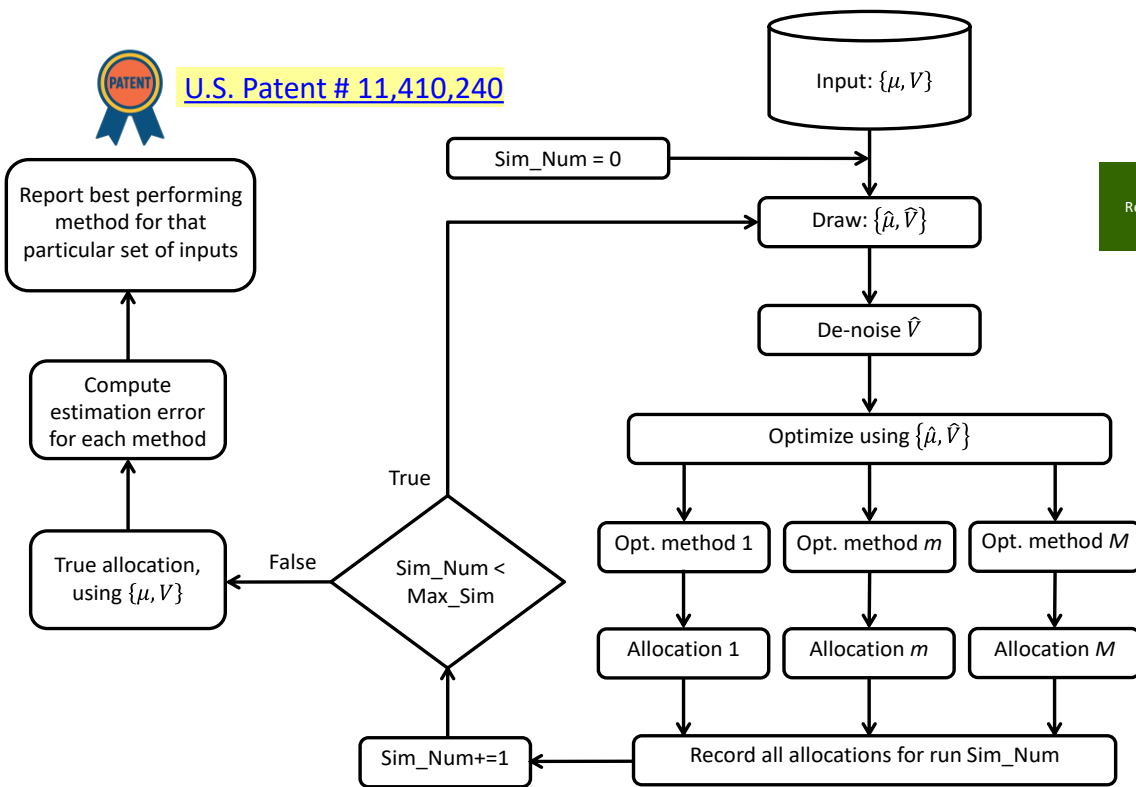 PATENT
U.S. Patent # 11,410,240
Input: {μ, V}
Sim_Num = 0
Draw: {μ̂, V̂}
De-noise V̂
Optimize using {μ̂, V̂}
Opt. method 1
Opt. method m
Opt. method M
Allocation 1
Allocation m
Allocation M
Record all allocations for run Sim_Num
Sim_Num+=1
Sim_Num <
Max_Sim
True
False
True allocation,
using {μ, V}
Compute
estimation error
for each method
Report best performing
method for that
particular set of inputs